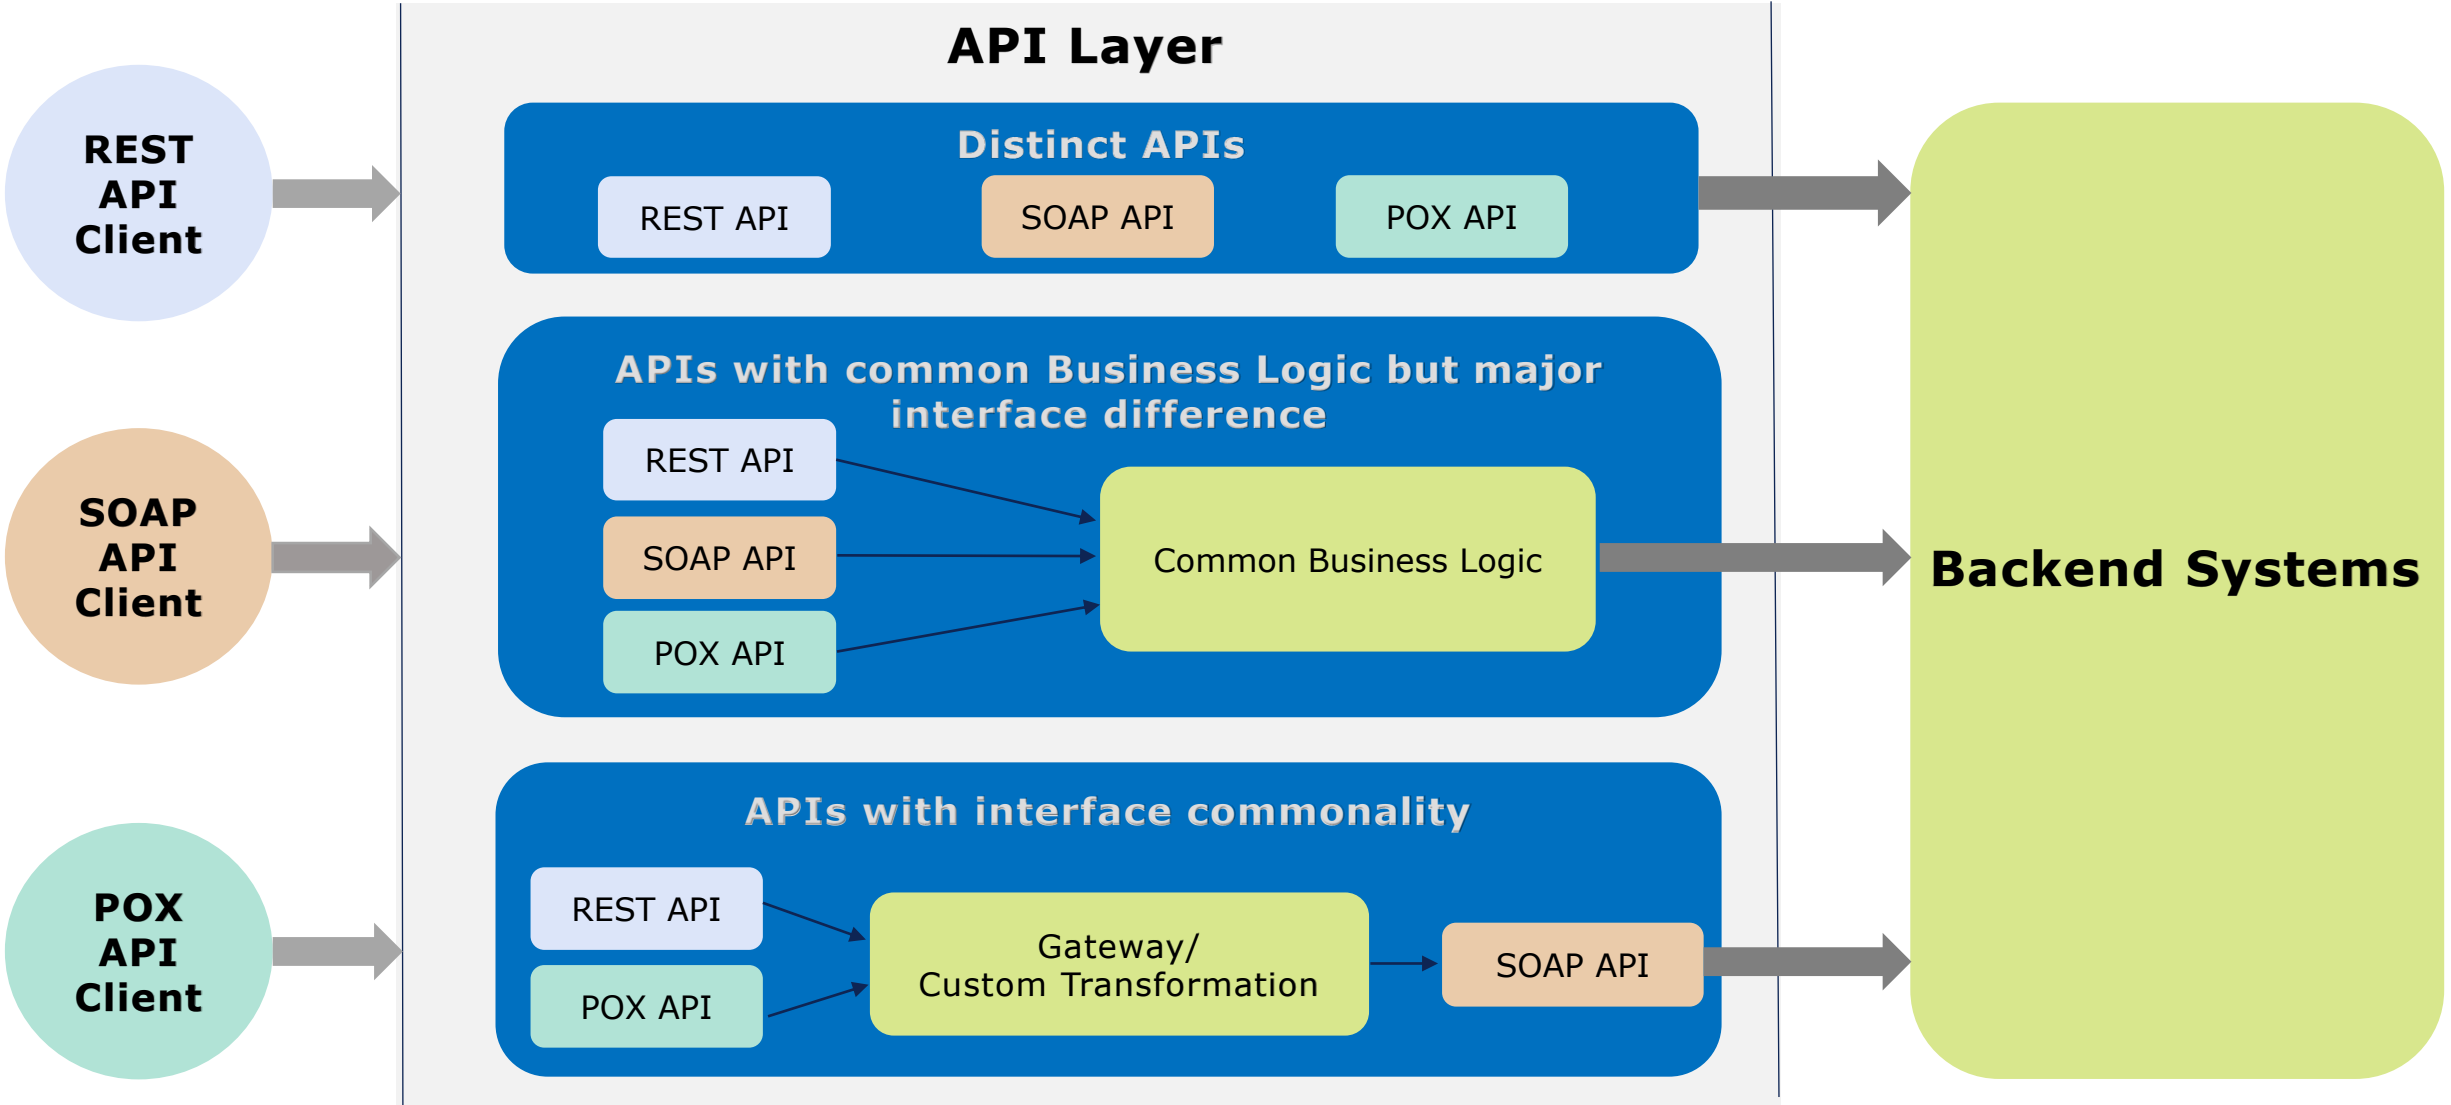 API Layer
REST
API
Client
Distinct APIs
REST API
SOAP API
POX API
SOAP
API
Client
APIs with common Business Logic but major
interface difference
REST API
SOAP API
POX API
Common Business Logic
Backend Systems
POX
API
Client
APIs with interface commonality
REST API
POX API
Gateway/
Custom Transformation
SOAP API